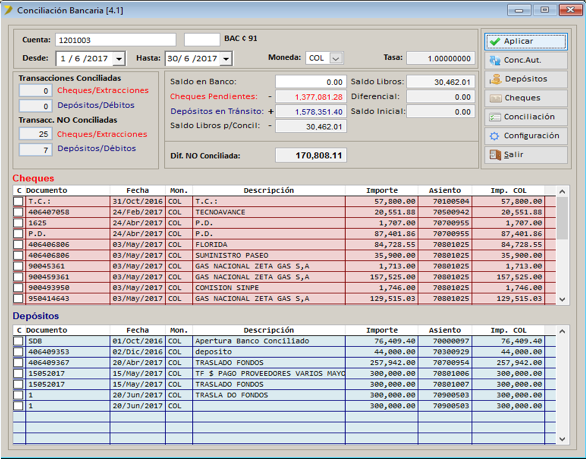 Conciliación Bancaria [4.1]
Cuenta: 1201003 BAC ¢ 91
Desde: 1 / 6 /2017 Hasta: 30/ 6 /2017 Moneda: COL Tasa: 1.00000000
Transacciones Conciliadas
0 Cheques/Extracciones
0 Depósitos/Débitos
Transacc. NO Conciliadas
25 Cheques/Extracciones
7 Depósitos/Débitos
Saldo en Banco: 0.00 Saldo Libros: 30,462.01
Cheques Pendientes: - 1,377,081.28 Diferencial: 0.00
Depósitos en Tránsito: + 1,578,351.40 Saldo Inicial: 0.00
Saldo Libros p/Concil: - 30,462.01
Dif. NO Conciliada: 170,808.11
Aplicar
Conc.Aut.
Depósitos
Cheques
Conciliación
Configuración
Salir
Cheques
C Documento Fecha Mon. Descripción Importe Asiento Imp. COL
T.C.: 31/Oct/2016 COL T.C.: 57,800.00 70100504 57,800.00
406407058 24/Feb/2017 COL TECNOAVANCE 20,551.88 70500942 20,551.88
1625 24/Abr/2017 COL P.D. 1,707.00 70700955 1,707.00
P.D. 24/Abr/2017 COL P.D. 87,401.86 70700955 87,401.86
406406806 03/May/2017 COL FLORIDA 84,728.55 70801025 84,728.55
406406806 03/May/2017 COL SUMINISTRO PASEO 35,900.00 70801025 35,900.00
90045361 03/May/2017 COL GAS NACIONAL ZETA GAS S,A 1,713.00 70801025 1,713.00
900459361 03/May/2017 COL GAS NACIONAL ZETA GAS S,A 157,525.00 70801025 157,525.00
900493950 03/May/2017 COL COMISION SINPE 1,746.00 70801025 1,746.00
950414643 03/May/2017 COL GAS NACIONAL ZETA GAS S,A 129,515.03 70801025 129,515.03
Depósitos
C Documento Fecha Mon. Descripción Importe Asiento Imp. COL
SDB 01/Oct/2016 COL Apertura Banco Conciliado 76,409.40 70000097 76,409.40
406409353 02/Dic/2016 COL deposito 44,000.00 70300929 44,000.00
406409367 20/Abr/2017 COL TRASLADO FONDOS 257,942.00 70700954 257,942.00
15052017 15/May/2017 COL TF $ PAGO PROVEEDORES VARIOS MAYO 300,000.00 70801006 300,000.00
15052017 15/May/2017 COL TRASLADO FONDOS 300,000.00 70801007 300,000.00
1 20/Jun/2017 COL TRASLA DO FONDOS 300,000.00 70900503 300,000.00
1 20/Jun/2017 COL 300,000.00 70900503 300,000.00